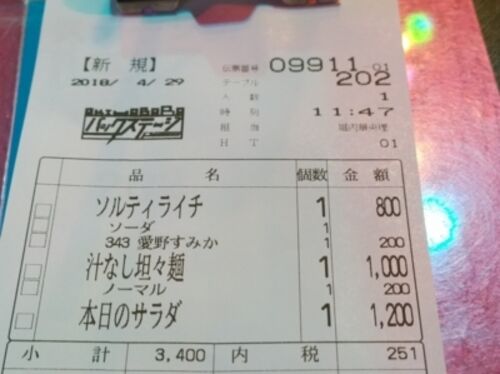 【新 規】 伝票番号 09911 01
2018/ 4/29 テーブル 202
人 数 1
バックステージ 時 刻 11:47
担 当
H T 01
品 名 個数 金 額
ソルティライチ 1 800
ソーダ 1
343 愛野すみか 1 200
汁なし坦々麺 1 1,000
ノーマル 1 200
本日のサラダ 1 1,200
小 計 3,400 内 税 251